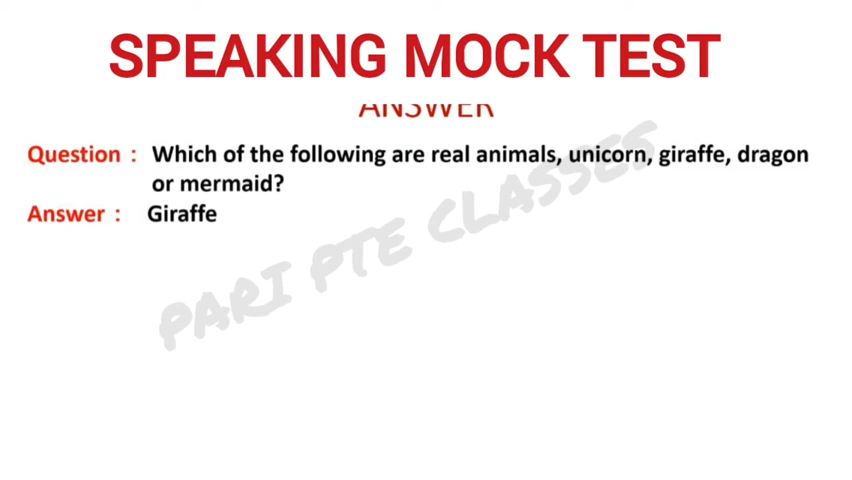 SPEAKING MOCK TEST
ANSWER
Question : Which of the following are real animals, unicorn, giraffe, dragon
or mermaid?
Answer : Giraffe
PARI PTE CLASSES